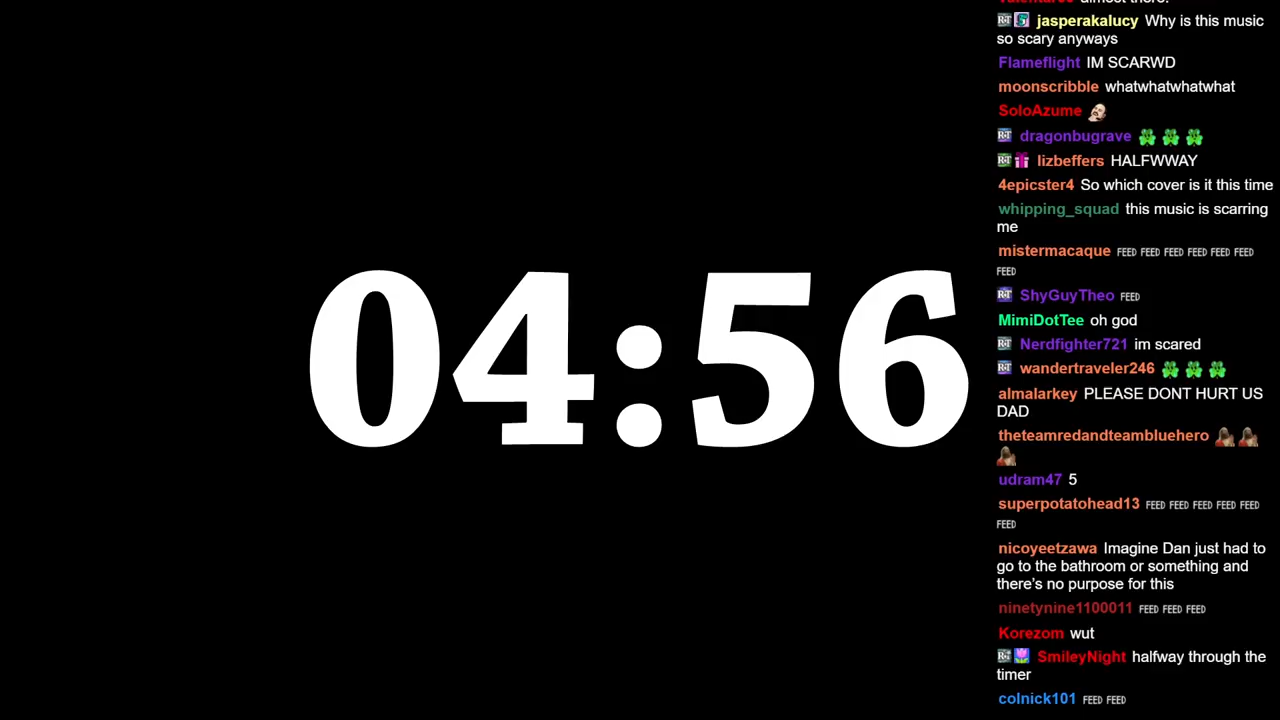 04:56
almost there!
jasperakalucy Why is this music
so scary anyways
Flameflight IM SCARWD
moonscribble whatwhatwhatwhat
SoloAzume
dragonbugrave
lizbeffers HALFWWAY
4epicster4 So which cover is it this time
whipping_squad this music is scarring
me
mistermacaque FEED FEED FEED FEED FEED FEED
FEED
ShyGuyTheo FEED
MimiDotTee oh god
Nerdfighter721 im scared
wandertraveler246
almalarkey PLEASE DONT HURT US
DAD
theteamredandteambluehero
udram47 5
superpotatohead13 FEED FEED FEED FEED FEED
FEED
nicoyeetzawa Imagine Dan just had to
go to the bathroom or something and
there's no purpose for this
ninetynine1100011 FEED FEED FEED
Korezom wut
SmileyNight halfway through the
timer
colnick101 FEED FEED